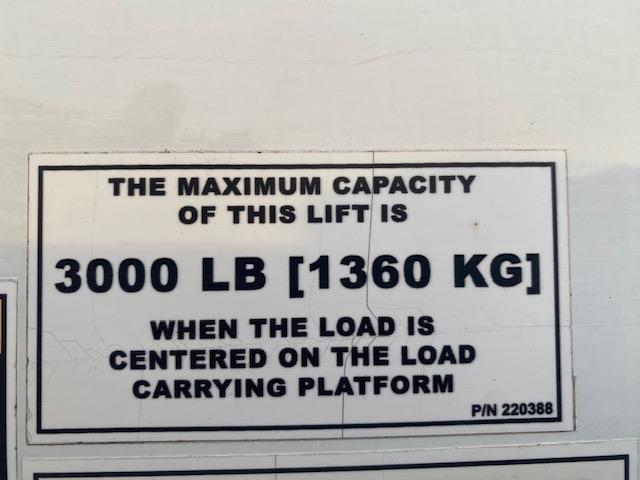 THE MAXIMUM CAPACITY
OF THIS LIFT IS
3000 LB [1360 KG]
WHEN THE LOAD IS
CENTERED ON THE LOAD
CARRYING PLATFORM
P/N 220388